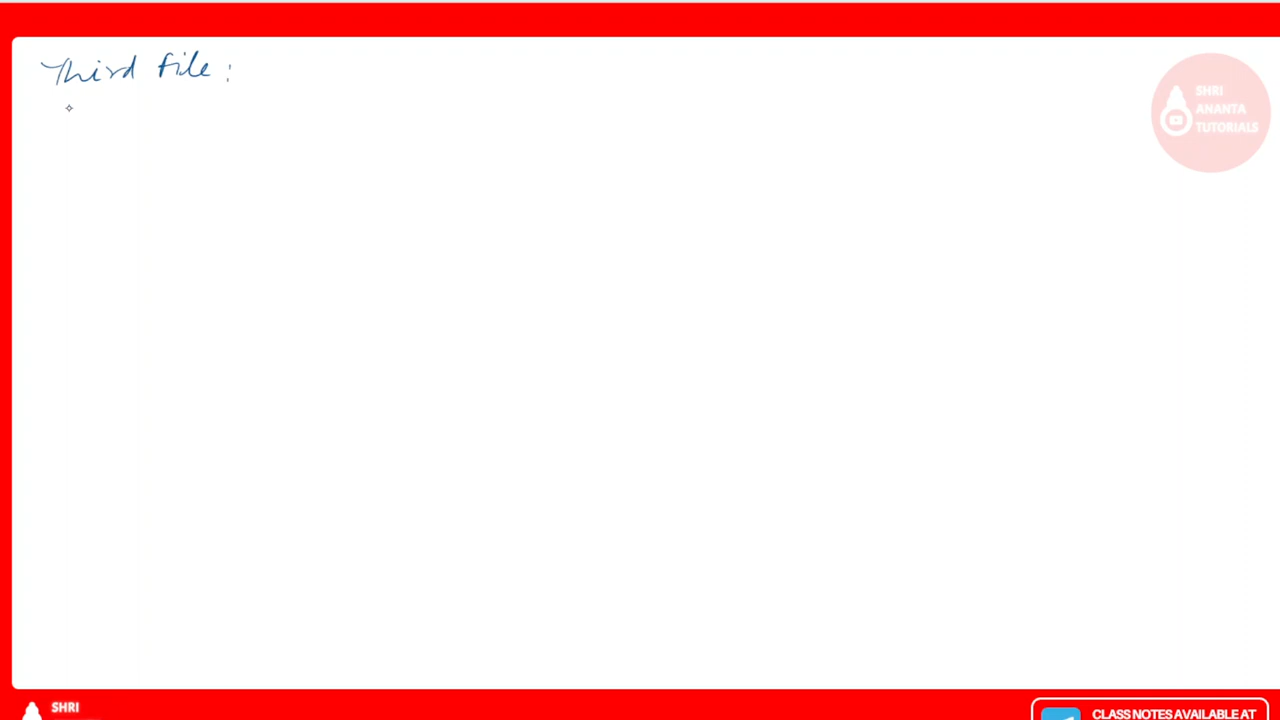 Third file :
SHRI
ANANTA
TUTORIALS
SHRI
CLASS NOTES AVAILABLE AT